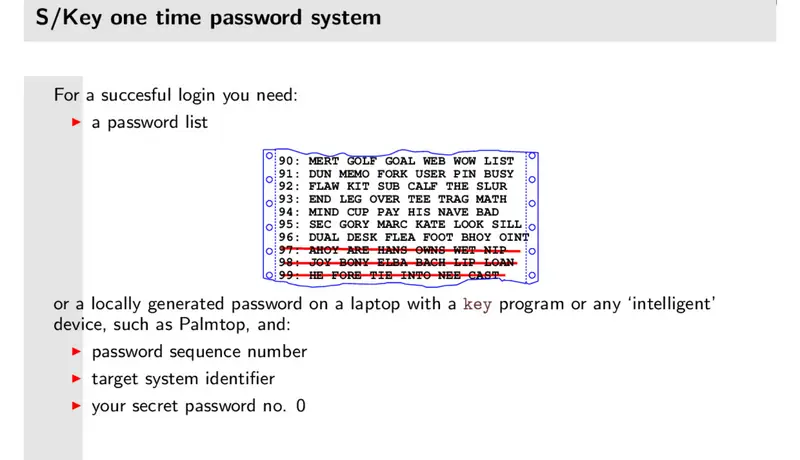 S/Key one time password system
For a succesful login you need:
a password list
90: MERT GOLF GOAL WEB WOW LIST
91: DUN MEMO FORK USER PIN BUSY
92: FLAW KIT SUB CALF THE SLUR
93: END LEG OVER TEE TRAG MATH
94: MIND CUP PAY HIS NAVE BAD
95: SEC GORY MARC KATE LOOK SILL
96: DUAL DESK FLEA FOOT BHOY OINT
97: AHOY ARE HANS OWNS WET NIP
98: JOY BONY ELBA BACH LIP LOAN
99: HE FORE TIE INTO NEE CAST
or a locally generated password on a laptop with a key program or any ‘intelligent’
device, such as Palmtop, and:
password sequence number
target system identifier
your secret password no. 0